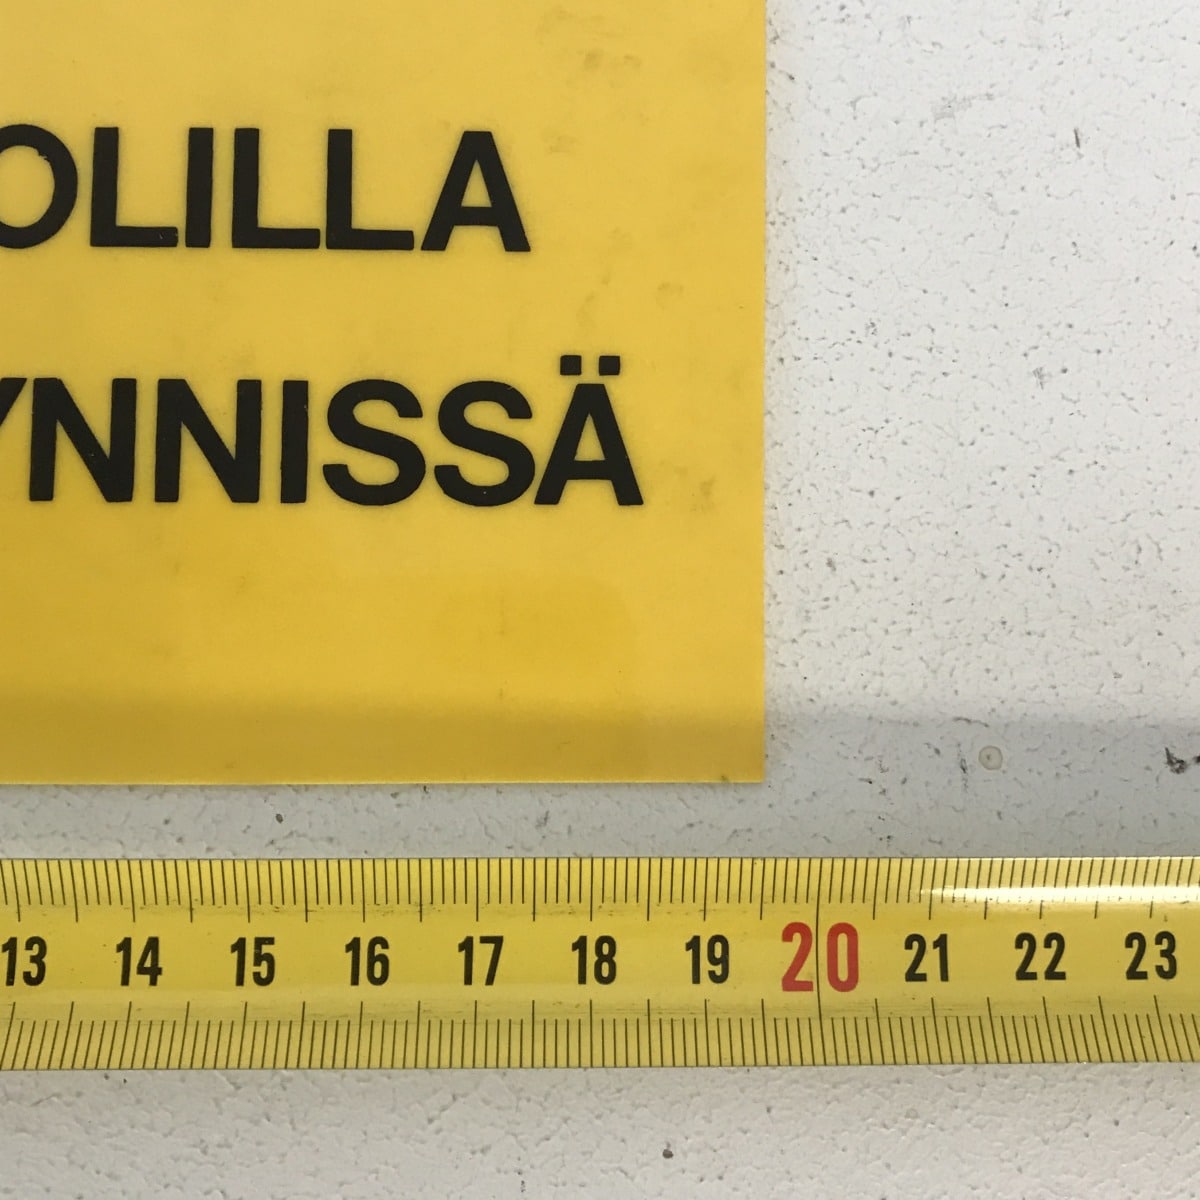 OLILLA
YNNISSÄ
13 14 15 16 17 18 19 20 21 22 23